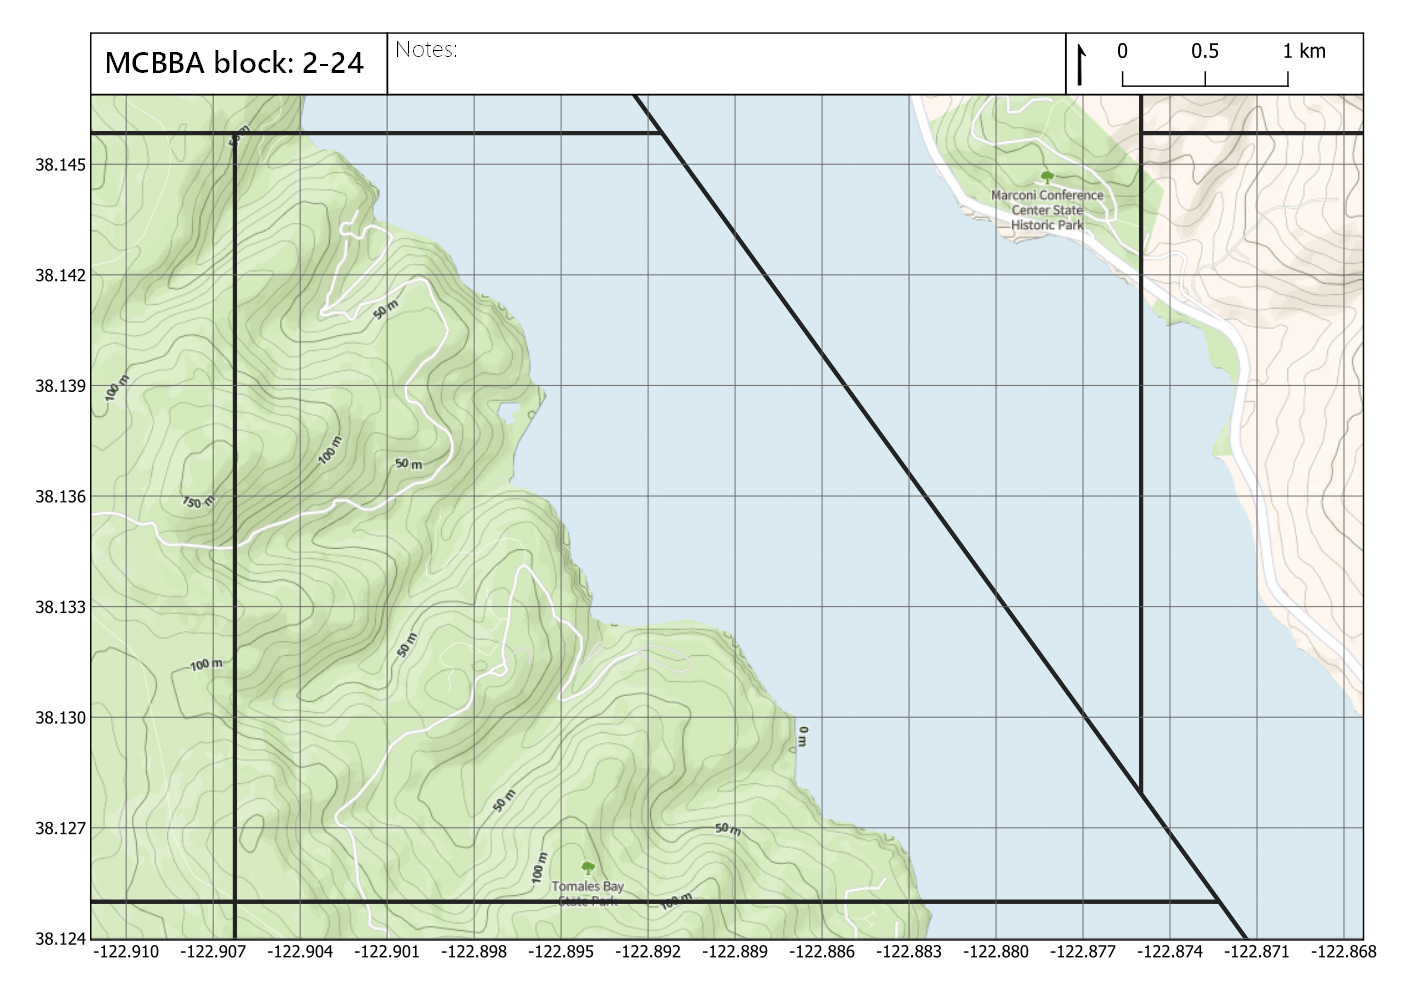 MCBBA block: 2-24
Notes:
0 0.5 1 km
50 m
38.145
Marconi Conference
Center State
Historic Park
38.142
50 m
38.139
100 m
100 m
50 m
38.136
150 m
38.133
50 m
100 m
38.130
0 m
50 m
38.127
50 m
100 m
Tomales Bay
State Park
100 m
38.124
-122.910 -122.907 -122.904 -122.901 -122.898 -122.895 -122.892 -122.889 -122.886 -122.883 -122.880 -122.877 -122.874 -122.871 -122.868